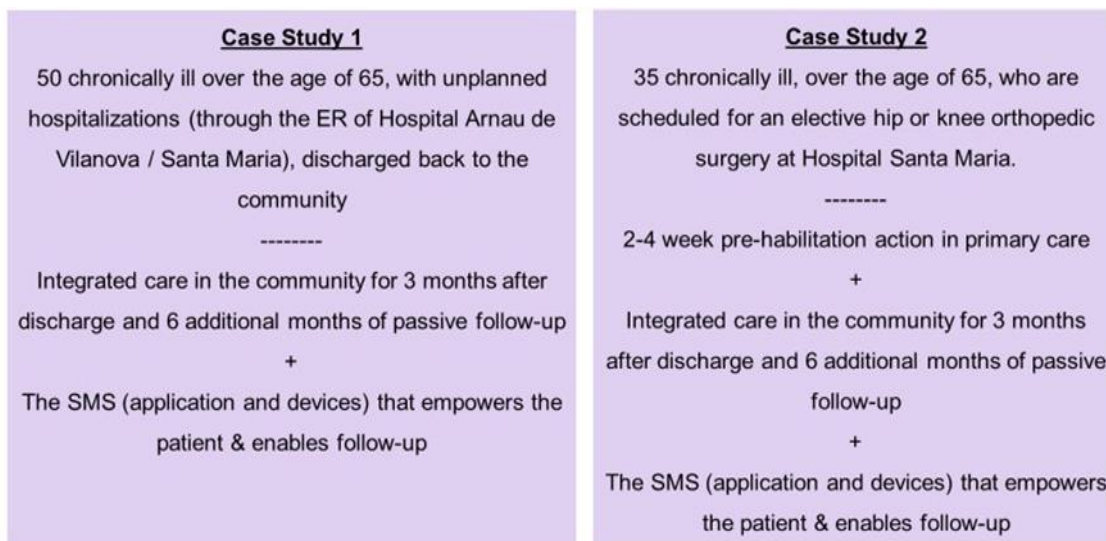 Case Study 1
50 chronically ill over the age of 65, with unplanned
hospitalizations (through the ER of Hospital Arnau de
Vilanova / Santa Maria), discharged back to the
community
--------
Integrated care in the community for 3 months after
discharge and 6 additional months of passive follow-up
+
The SMS (application and devices) that empowers the
patient & enables follow-up
Case Study 2
35 chronically ill, over the age of 65, who are
scheduled for an elective hip or knee orthopedic
surgery at Hospital Santa Maria.
--------
2-4 week pre-habilitation action in primary care
+
Integrated care in the community for 3 months
after discharge and 6 additional months of passive
follow-up
+
The SMS (application and devices) that empowers
the patient & enables follow-up